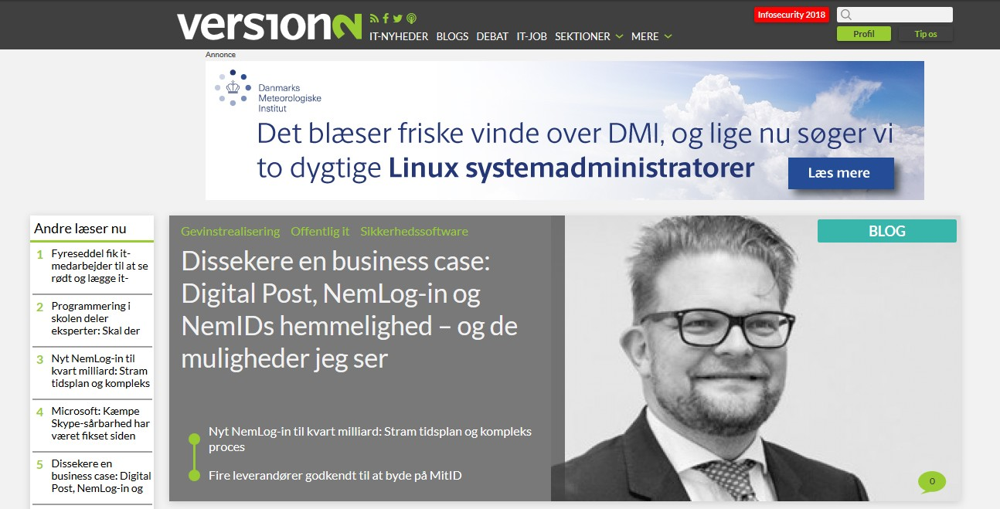 version2
Infosecurity 2018
IT-NYHEDER BLOGS DEBAT IT-JOB SEKTIONER MERE
Profil
Tip os
Annonce
Danmarks
Meteorologiske
Institut
Det blæser friske vinde over DMI, og lige nu søger vi
to dygtige Linux systemadministratorer
Læs mere
Andre læser nu
1 Fyreseddel fik it-
medarbejder til at se
rødt og lægge it-
2 Programmering i
skolen deler
eksperter: Skal der
3 Nyt NemLog-in til
kvart milliard: Stram
tidsplan og kompleks
4 Microsoft: Kæmpe
Skype-sårbarhed har
været fikset siden
5 Dissekere en
business case: Digital
Post, NemLog-in og
Gevinstrealisering Offentlig it Sikkerhedssoftware
Dissekere en business case:
Digital Post, NemLog-in og
NemIDs hemmelighed – og de
muligheder jeg ser
Nyt NemLog-in til kvart milliard: Stram tidsplan og kompleks
proces
Fire leverandører godkendt til at byde på MitID
BLOG
0